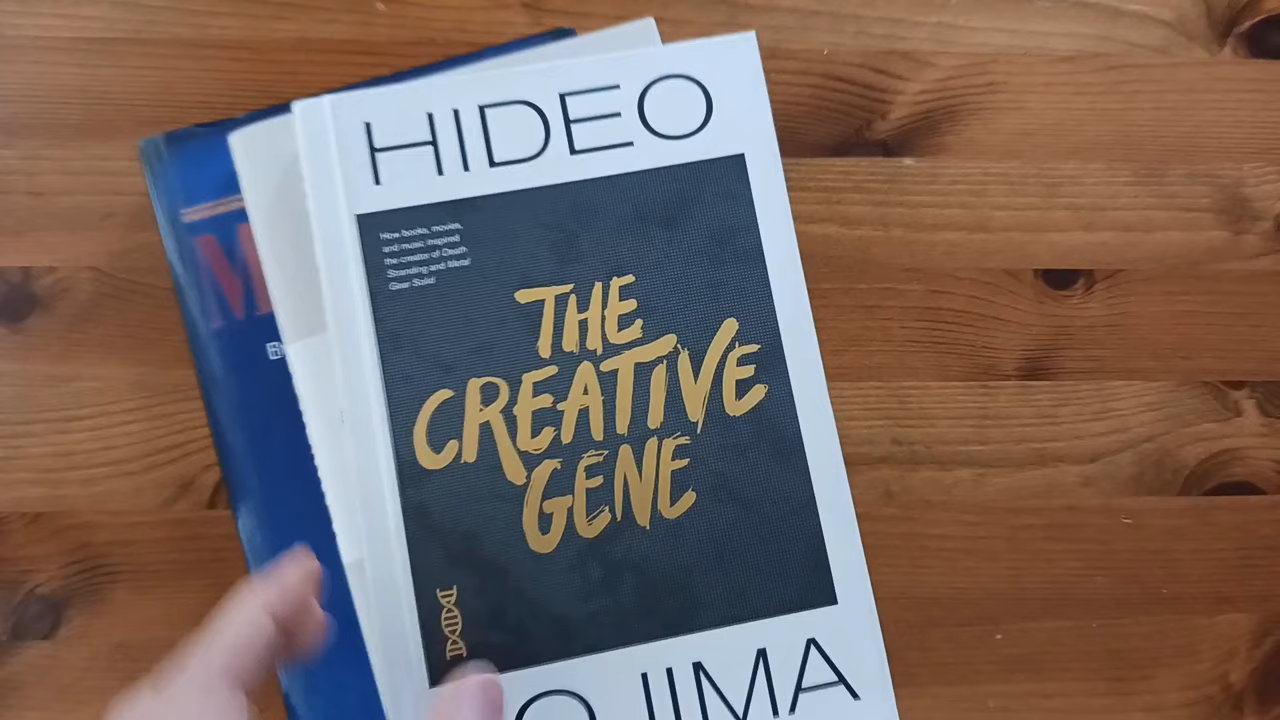 HIDEO
How books, movies,
and music inspired
the creator of Death
Stranding and Metal
Gear Solid
THE
CREATIVE
GENE
OJIMA
M